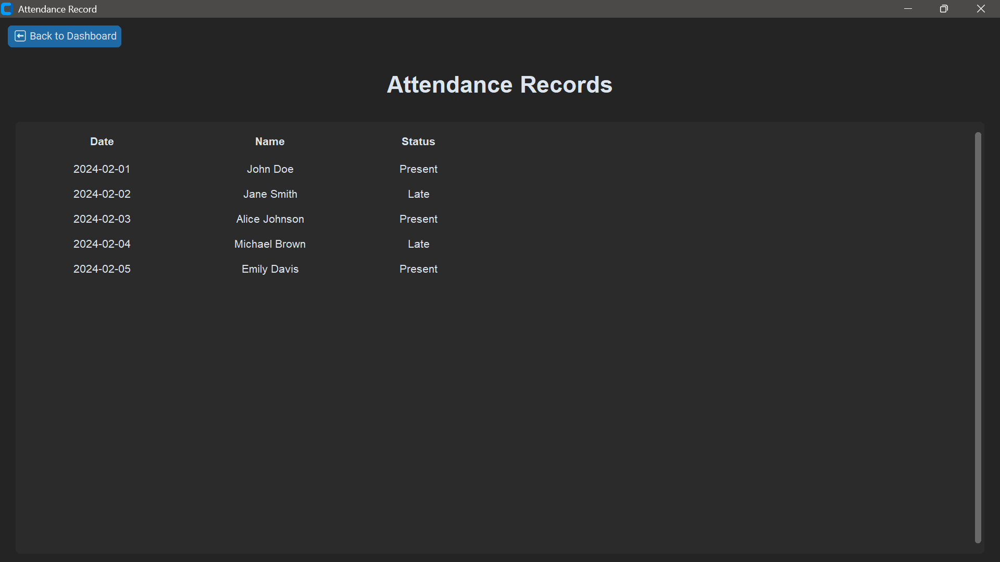 Attendance Record
Back to Dashboard
Attendance Records
Date Name Status
2024-02-01 John Doe Present
2024-02-02 Jane Smith Late
2024-02-03 Alice Johnson Present
2024-02-04 Michael Brown Late
2024-02-05 Emily Davis Present